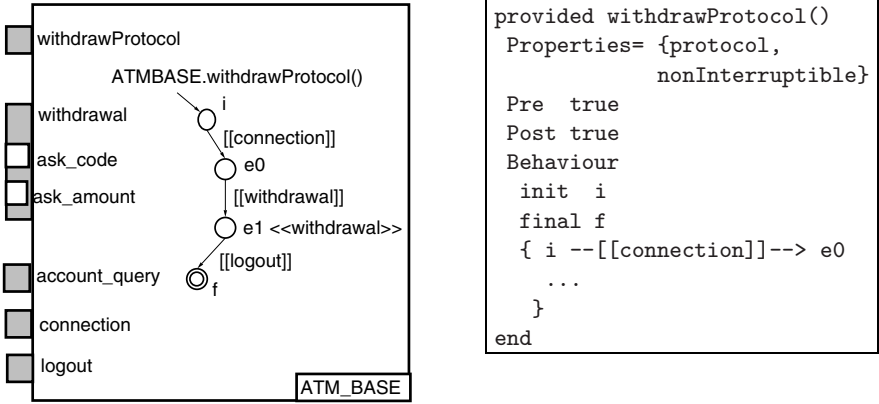 withdrawProtocol
ATMBASE.withdrawProtocol()
i
withdrawal
[[connection]]
ask_code
e0
ask_amount
[[withdrawal]]
e1 <<withdrawal>>
[[logout]]
account_query
f
connection
logout
ATM_BASE
provided withdrawProtocol()
Properties= {protocol,
nonInterruptible}
Pre true
Post true
Behaviour
init i
final f
{ i --[[connection]]--> e0
...
}
end